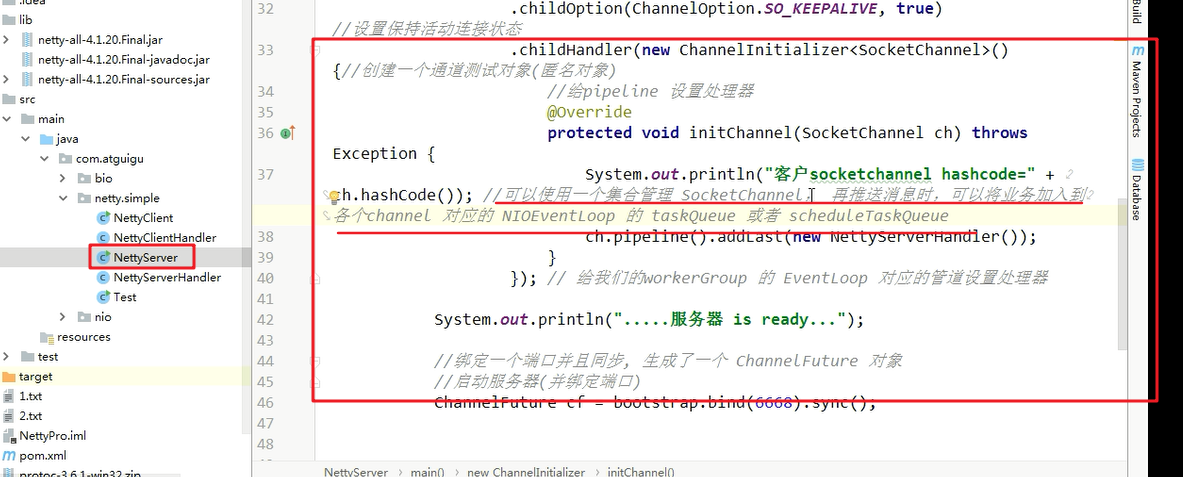 .idea
lib
netty-all-4.1.20.Final.jar
netty-all-4.1.20.Final-javadoc.jar
netty-all-4.1.20.Final-sources.jar
src
main
java
com.atguigu
bio
netty.simple
NettyClient
NettyClientHandler
NettyServer
NettyServerHandler
Test
nio
resources
test
target
1.txt
2.txt
NettyPro.iml
pom.xml
protoc-3.6.1-win32.zip
32 .childOption(ChannelOption.SO_KEEPALIVE, true)
//设置保持活动连接状态
33 .childHandler(new ChannelInitializer<SocketChannel>()
{//创建一个通道测试对象(匿名对象)
34 //给pipeline 设置处理器
35 @Override
36 protected void initChannel(SocketChannel ch) throws
Exception {
37 System.out.println("客户socketchannel hashcode=" +
ch.hashCode()); //可以使用一个集合管理 SocketChannel， 再推送消息时，可以将业务加入到
各个channel 对应的 NIOEventLoop 的 taskQueue 或者 scheduleTaskQueue
38 ch.pipeline().addLast(new NettyServerHandler());
39 }
40 }); // 给我们的workerGroup 的 EventLoop 对应的管道设置处理器
41
42 System.out.println(".....服务器 is ready...");
43
44 //绑定一个端口并且同步, 生成了一个 ChannelFuture 对象
45 //启动服务器(并绑定端口)
46 ChannelFuture cf = bootstrap.bind(6668).sync();
47
48
NettyServer > main() > new ChannelInitializer > initChannel()
Build
Maven Projects
Database